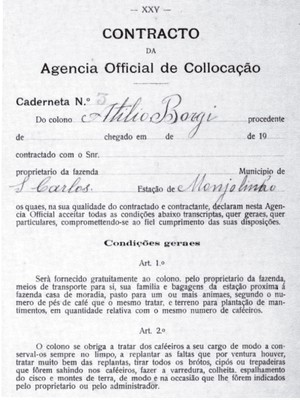 — XXV —
CONTRACTO
DA
Agencia Official de Collocação
Caderneta N.º 3
Do colono Atilio Borgi procedente
de chegado em de de 19
contractado com o Snr.
proprietario da fazenda Municipio de
S Carlos Estação de Monjolinho
os quaes, na sua qualidade do contractado e contractante, declaram nesta Agencia Official acceitar todas as condições abaixo transcriptas, quer geraes, quer particulares, compromettendo-se ao fiel cumprimento das suas disposições.
Condições geraes
Art. 1.º
Será fornecido gratuitamente ao colono. pelo proprietario da fazenda,
meios de transporte para si, sua familia e bagagens da estação proxima á
fazenda casa de moradia, pasto para um ou mais animaes, segundo o nu-
mero de pés de café que o mesmo tratar, e terreno para plantação de man-
timentos, em quantidade relativa com o mesmo numero de caféeiros.
Art. 2.º
O colono se obriga a tratar dos caféeiros a seu cargo de modo a con-
serval-os sempre no limpo, a replantar as faltas que por ventura houver,
tratar muito bem das replantas, tirar todos os brótos, cipós ou trepadeiras
que fôrem sahindo nos caféeiros, fazer a varredura, colheita. espalhamento
do cisco e montes de terra, de modo e na occasião que lhe fôrem indicados
pelo proprietario ou pelo administrador.